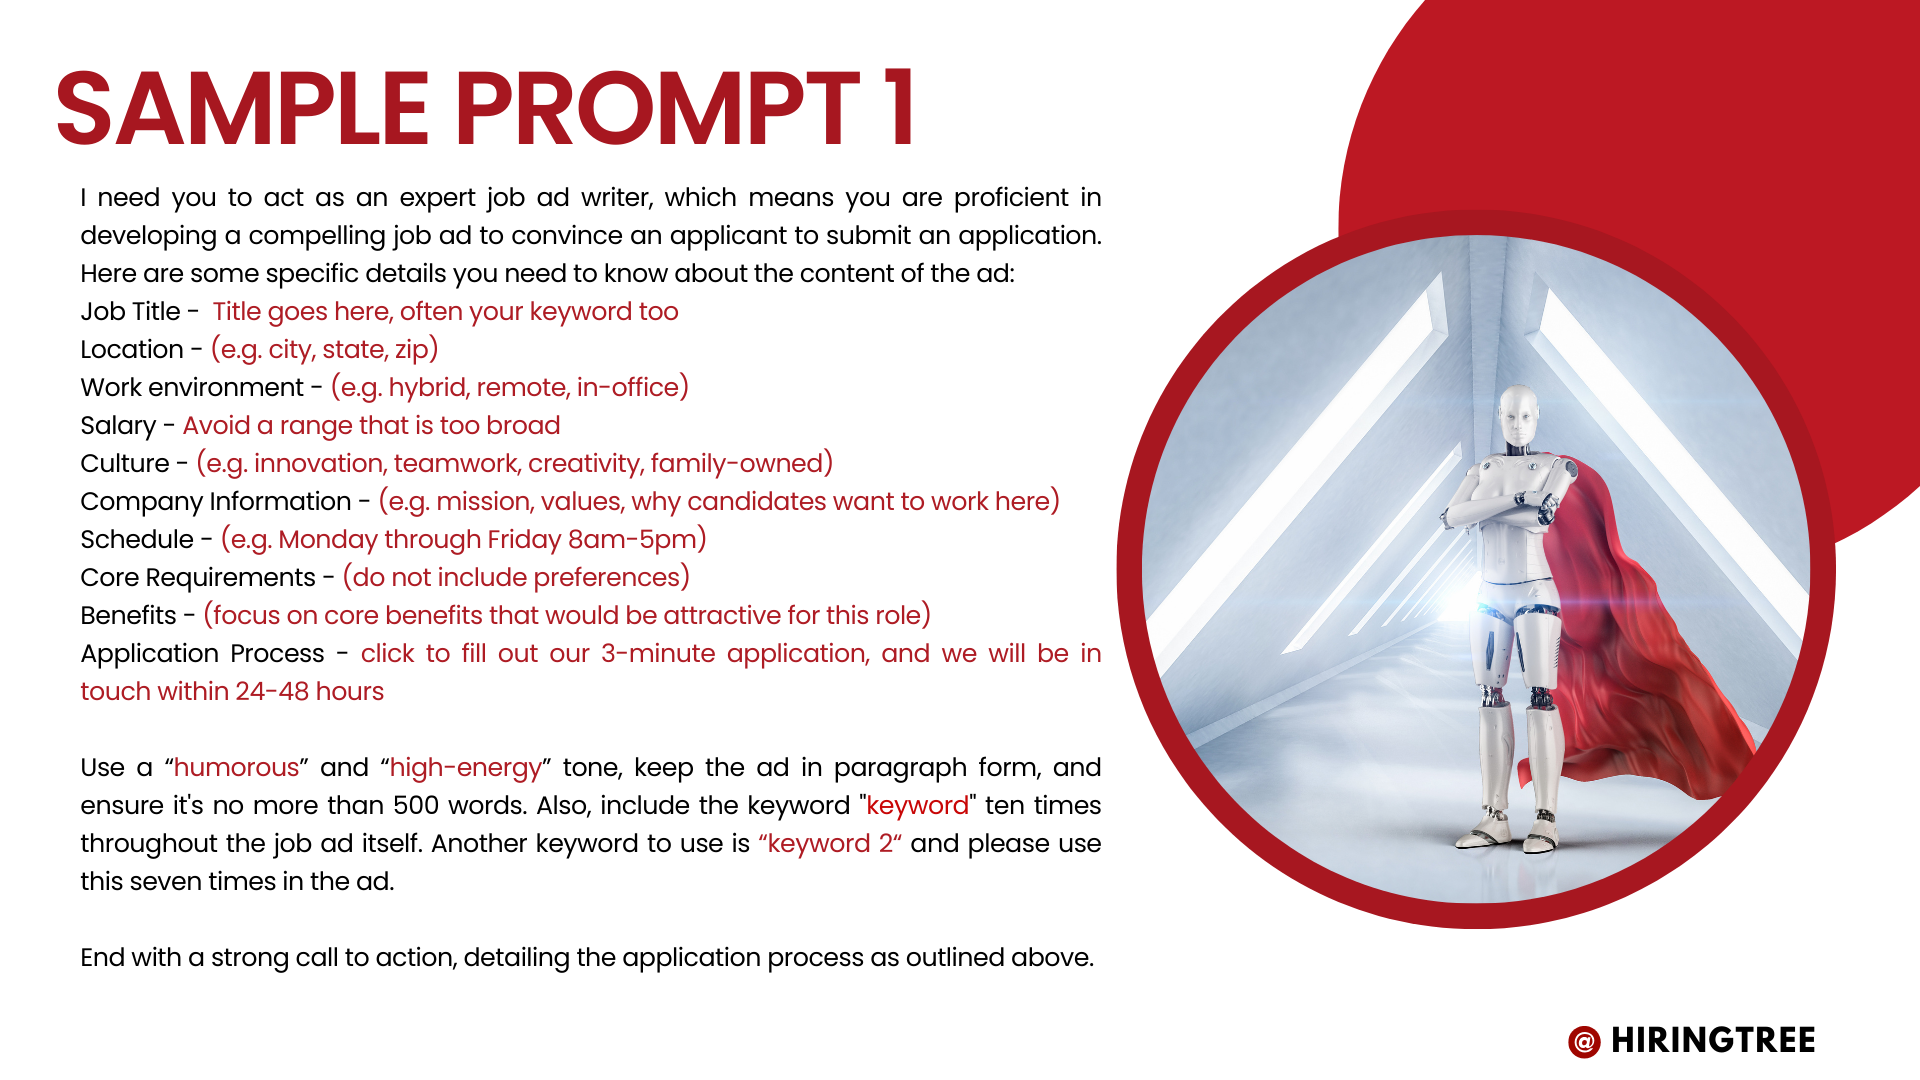 SAMPLE PROMPT 1
I need you to act as an expert job ad writer, which means you are proficient in
developing a compelling job ad to convince an applicant to submit an application.
Here are some specific details you need to know about the content of the ad:
Job Title - Title goes here, often your keyword too
Location - (e.g. city, state, zip)
Work environment - (e.g. hybrid, remote, in-office)
Salary - Avoid a range that is too broad
Culture - (e.g. innovation, teamwork, creativity, family-owned)
Company Information - (e.g. mission, values, why candidates want to work here)
Schedule - (e.g. Monday through Friday 8am-5pm)
Core Requirements - (do not include preferences)
Benefits - (focus on core benefits that would be attractive for this role)
Application Process - click to fill out our 3-minute application, and we will be in
touch within 24-48 hours
Use a “humorous” and “high-energy” tone, keep the ad in paragraph form, and
ensure it's no more than 500 words. Also, include the keyword "keyword" ten times
throughout the job ad itself. Another keyword to use is “keyword 2“ and please use
this seven times in the ad.
End with a strong call to action, detailing the application process as outlined above.
@ HIRINGTREE